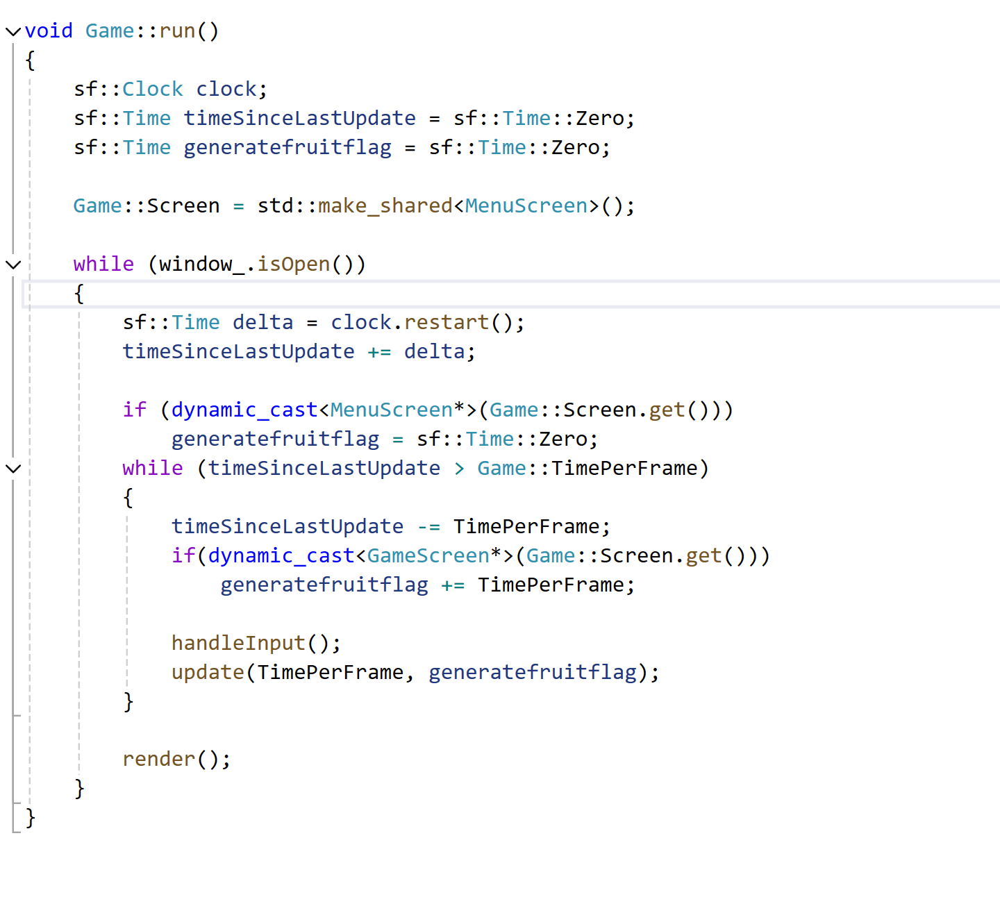 void Game::run()
{
    sf::Clock clock;
    sf::Time timeSinceLastUpdate = sf::Time::Zero;
    sf::Time generatefruitflag = sf::Time::Zero;

    Game::Screen = std::make_shared<MenuScreen>();

    while (window_.isOpen())
    {
        sf::Time delta = clock.restart();
        timeSinceLastUpdate += delta;

        if (dynamic_cast<MenuScreen*>(Game::Screen.get()))
            generatefruitflag = sf::Time::Zero;
        while (timeSinceLastUpdate > Game::TimePerFrame)
        {
            timeSinceLastUpdate -= TimePerFrame;
            if(dynamic_cast<GameScreen*>(Game::Screen.get()))
                generatefruitflag += TimePerFrame;

            handleInput();
            update(TimePerFrame, generatefruitflag);
        }

        render();
    }
}